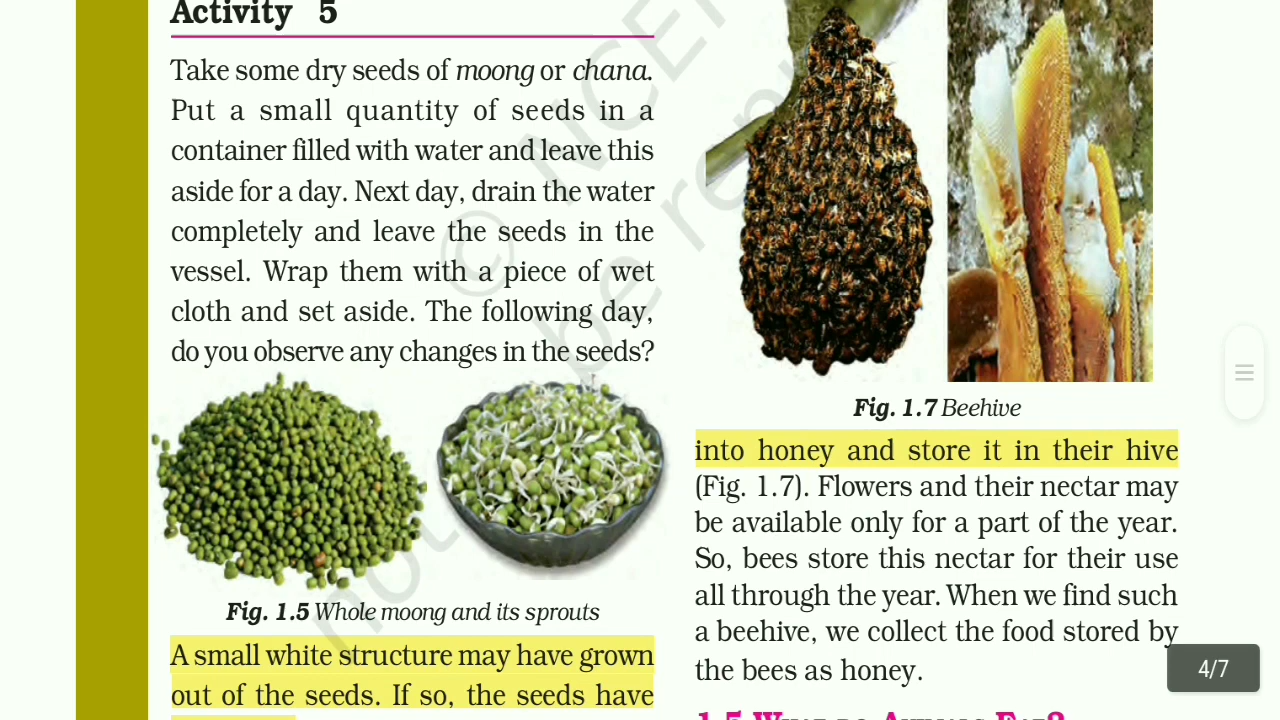 Activity 5
Take some dry seeds of moong or chana.
Put a small quantity of seeds in a
container filled with water and leave this
aside for a day. Next day, drain the water
completely and leave the seeds in the
vessel. Wrap them with a piece of wet
cloth and set aside. The following day,
do you observe any changes in the seeds?
Fig. 1.5 Whole moong and its sprouts
A small white structure may have grown
out of the seeds. If so, the seeds have
Fig. 1.7 Beehive
into honey and store it in their hive
(Fig. 1.7). Flowers and their nectar may
be available only for a part of the year.
So, bees store this nectar for their use
all through the year. When we find such
a beehive, we collect the food stored by
the bees as honey.
4/7
© NCER
not be